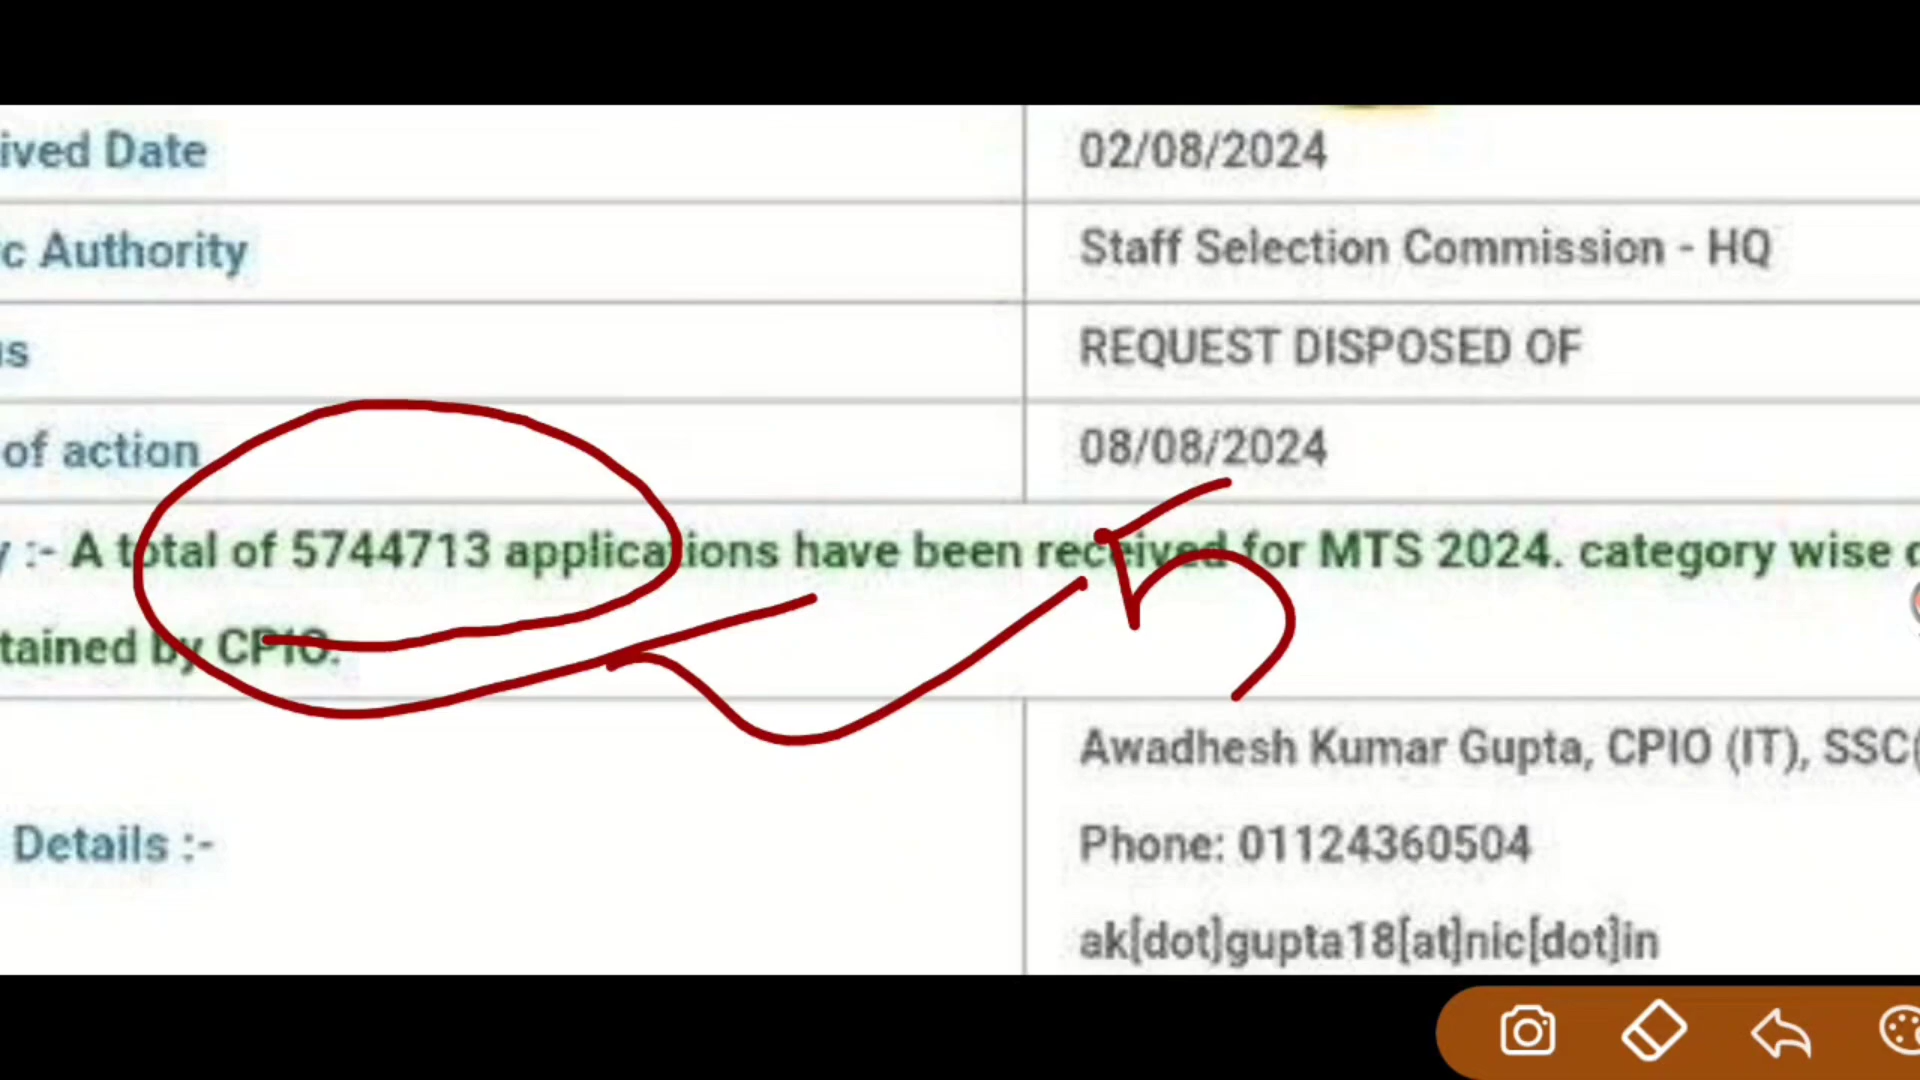 ived Date 02/08/2024
c Authority Staff Selection Commission - HQ
us REQUEST DISPOSED OF
of action 08/08/2024
y :- A total of 5744713 applications have been received for MTS 2024. category wise
tained by CPIO.
Awadhesh Kumar Gupta, CPIO (IT), SSC(
Details :- Phone: 01124360504
ak[dot]gupta18[at]nic[dot]in